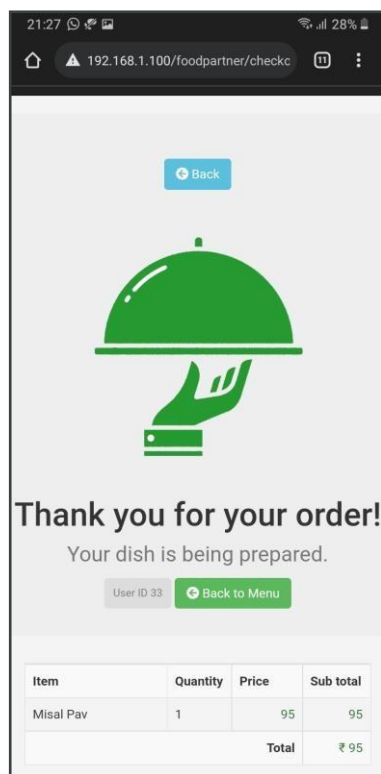 21:27 28%
192.168.1.100/foodpartner/checkc 11
Back
Thank you for your order!
Your dish is being prepared.
User ID 33 Back to Menu
Item Quantity Price Sub total
Misal Pav 1 95 95
Total ₹ 95